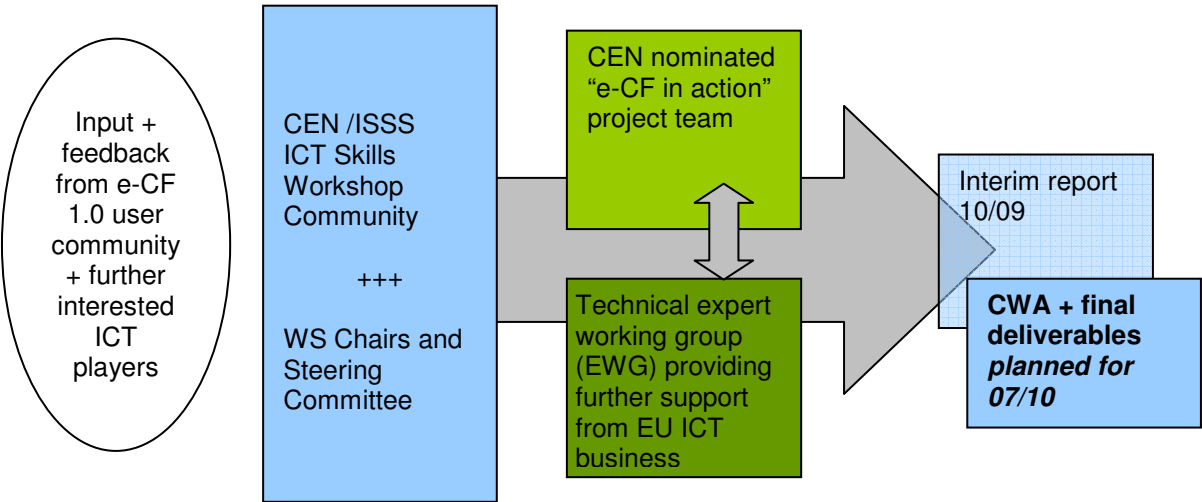 Input +
feedback
from e-CF
1.0 user
community
+ further
interested
ICT
players
CEN /ISSS
ICT Skills
Workshop
Community
+++
WS Chairs and
Steering
Committee
CEN nominated
“e-CF in action”
project team
Technical expert
working group
(EWG) providing
further support
from EU ICT
business
Interim report
10/09
CWA + final
deliverables
planned for
07/10